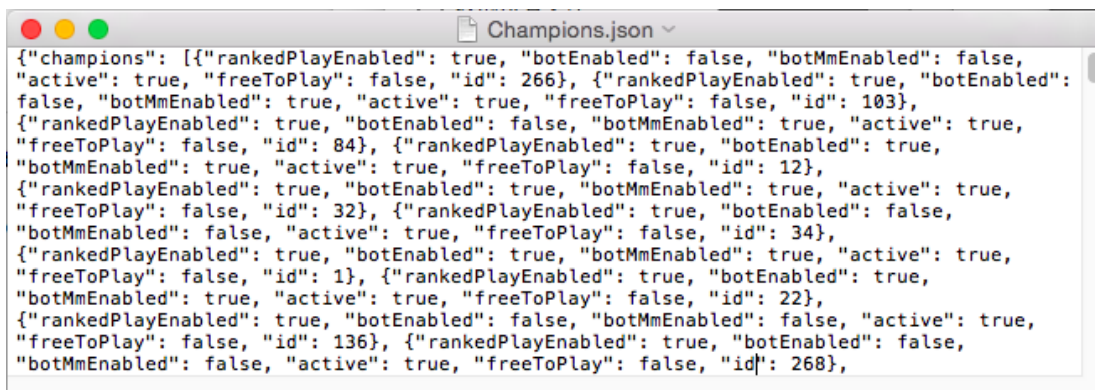 Champions.json
{"champions": [{"rankedPlayEnabled": true, "botEnabled": false, "botMmEnabled": false,
"active": true, "freeToPlay": false, "id": 266}, {"rankedPlayEnabled": true, "botEnabled":
false, "botMmEnabled": true, "active": true, "freeToPlay": false, "id": 103},
{"rankedPlayEnabled": true, "botEnabled": false, "botMmEnabled": true, "active": true,
"freeToPlay": false, "id": 84}, {"rankedPlayEnabled": true, "botEnabled": true,
"botMmEnabled": true, "active": true, "freeToPlay": false, "id": 12},
{"rankedPlayEnabled": true, "botEnabled": true, "botMmEnabled": true, "active": true,
"freeToPlay": false, "id": 32}, {"rankedPlayEnabled": true, "botEnabled": false,
"botMmEnabled": false, "active": true, "freeToPlay": false, "id": 34},
{"rankedPlayEnabled": true, "botEnabled": true, "botMmEnabled": true, "active": true,
"freeToPlay": false, "id": 1}, {"rankedPlayEnabled": true, "botEnabled": true,
"botMmEnabled": true, "active": true, "freeToPlay": false, "id": 22},
{"rankedPlayEnabled": true, "botEnabled": false, "botMmEnabled": false, "active": true,
"freeToPlay": false, "id": 136}, {"rankedPlayEnabled": true, "botEnabled": false,
"botMmEnabled": false, "active": true, "freeToPlay": false, "id": 268},